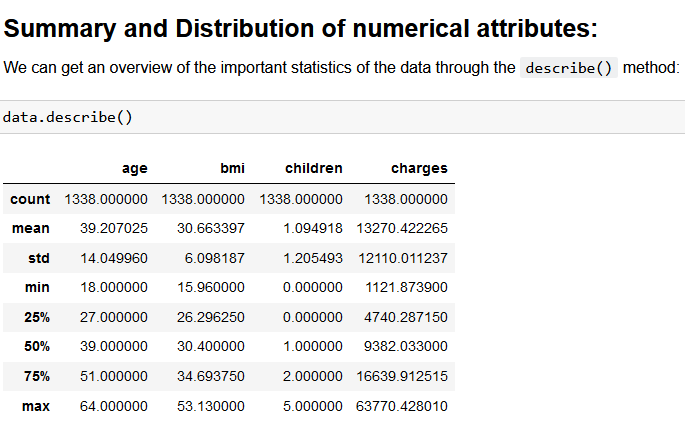 Summary and Distribution of numerical attributes:
We can get an overview of the important statistics of the data through the describe() method:
data.describe()
age bmi children charges
count 1338.000000 1338.000000 1338.000000 1338.000000
mean 39.207025 30.663397 1.094918 13270.422265
std 14.049960 6.098187 1.205493 12110.011237
min 18.000000 15.960000 0.000000 1121.873900
25% 27.000000 26.296250 0.000000 4740.287150
50% 39.000000 30.400000 1.000000 9382.033000
75% 51.000000 34.693750 2.000000 16639.912515
max 64.000000 53.130000 5.000000 63770.428010